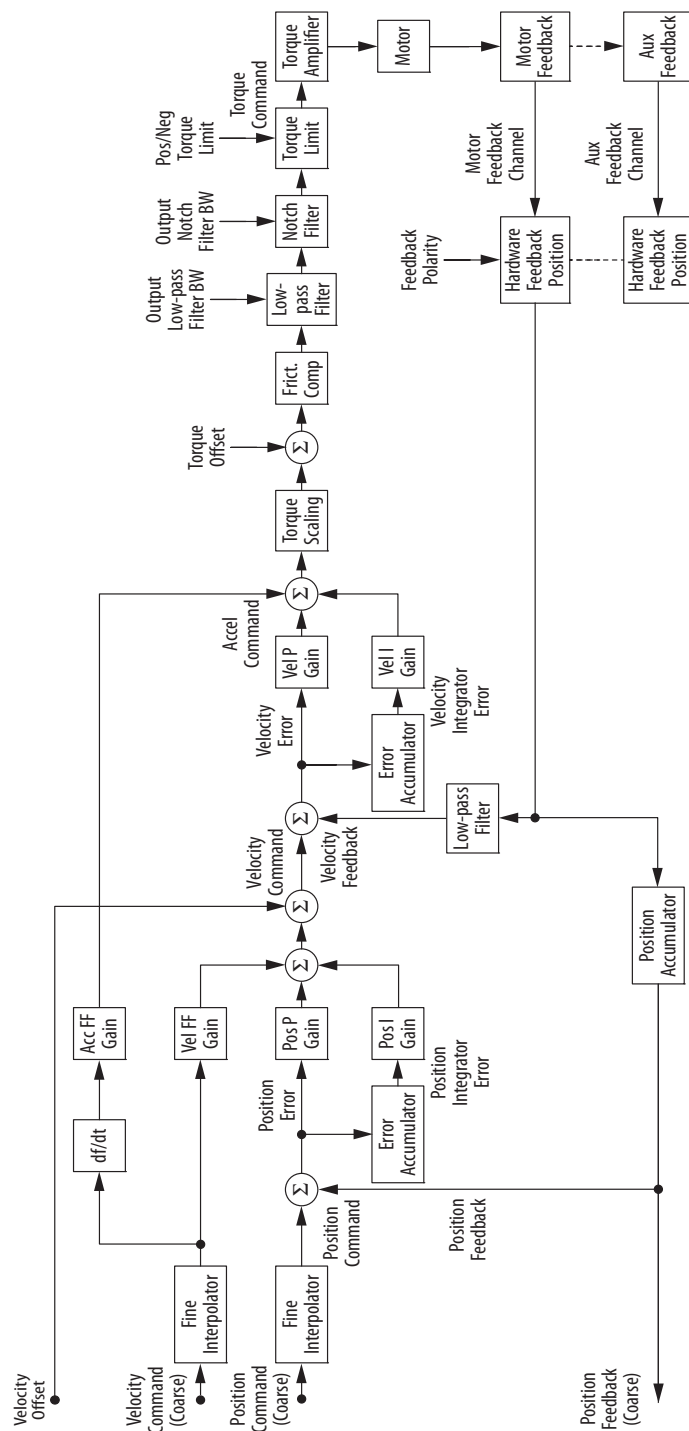 Velocity
Offset
Velocity
Command
(Coarse)
Fine
Interpolator
df/dt
Acc FF
Gain
Vel FF
Gain
Position
Command
(Coarse)
Fine
Interpolator
Position
Command
Σ
Position
Error
Pos P
Gain
Error
Accumulator
Position
Integrator
Error
Pos I
Gain
Σ
Σ
Velocity
Command
Velocity
Feedback
Σ
Velocity
Error
Vel P
Gain
Error
Accumulator
Velocity
Integrator
Error
Vel I
Gain
Accel
Command
Σ
Torque
Scaling
Torque
Offset
Σ
Frict.
Comp
Output
Low-pass
Filter BW
Low-
pass
Filter
Output
Notch
Filter BW
Notch
Filter
Pos/Neg
Torque
Limit
Torque
Limit
Torque
Command
Torque
Amplifier
Motor
Motor
Feedback
Aux
Feedback
Motor
Feedback
Channel
Aux
Feedback
Channel
Feedback
Polarity
Hardware
Feedback
Position
Hardware
Feedback
Position
Low-pass
Filter
Position
Accumulator
Position
Feedback
Position
Feedback
(Coarse)